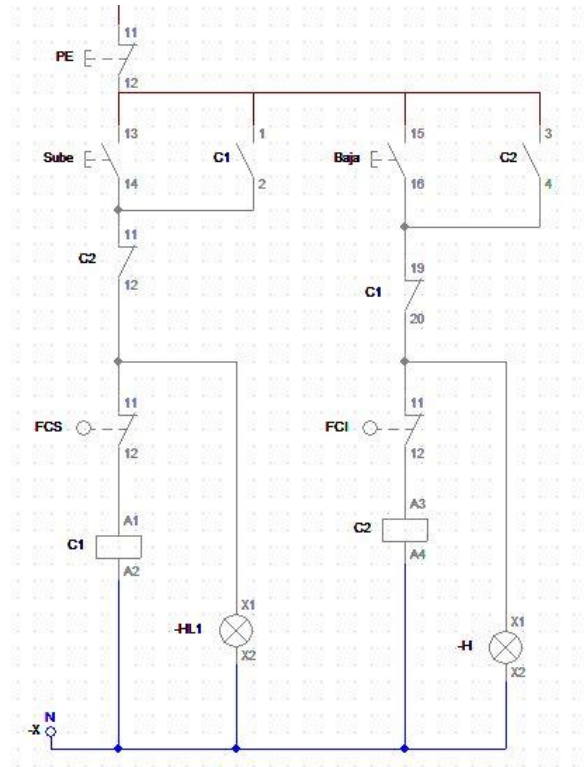 11
PE
12
13 1 15 3
Sube C1 Baja C2
14 2 16 4
11
C2
12
19
C1
20
11 11
FCS FCI
12 12
A1 A3
C1 C2
A2 A4
X1 X1
-HL1 -H
X2 X2
N
-X